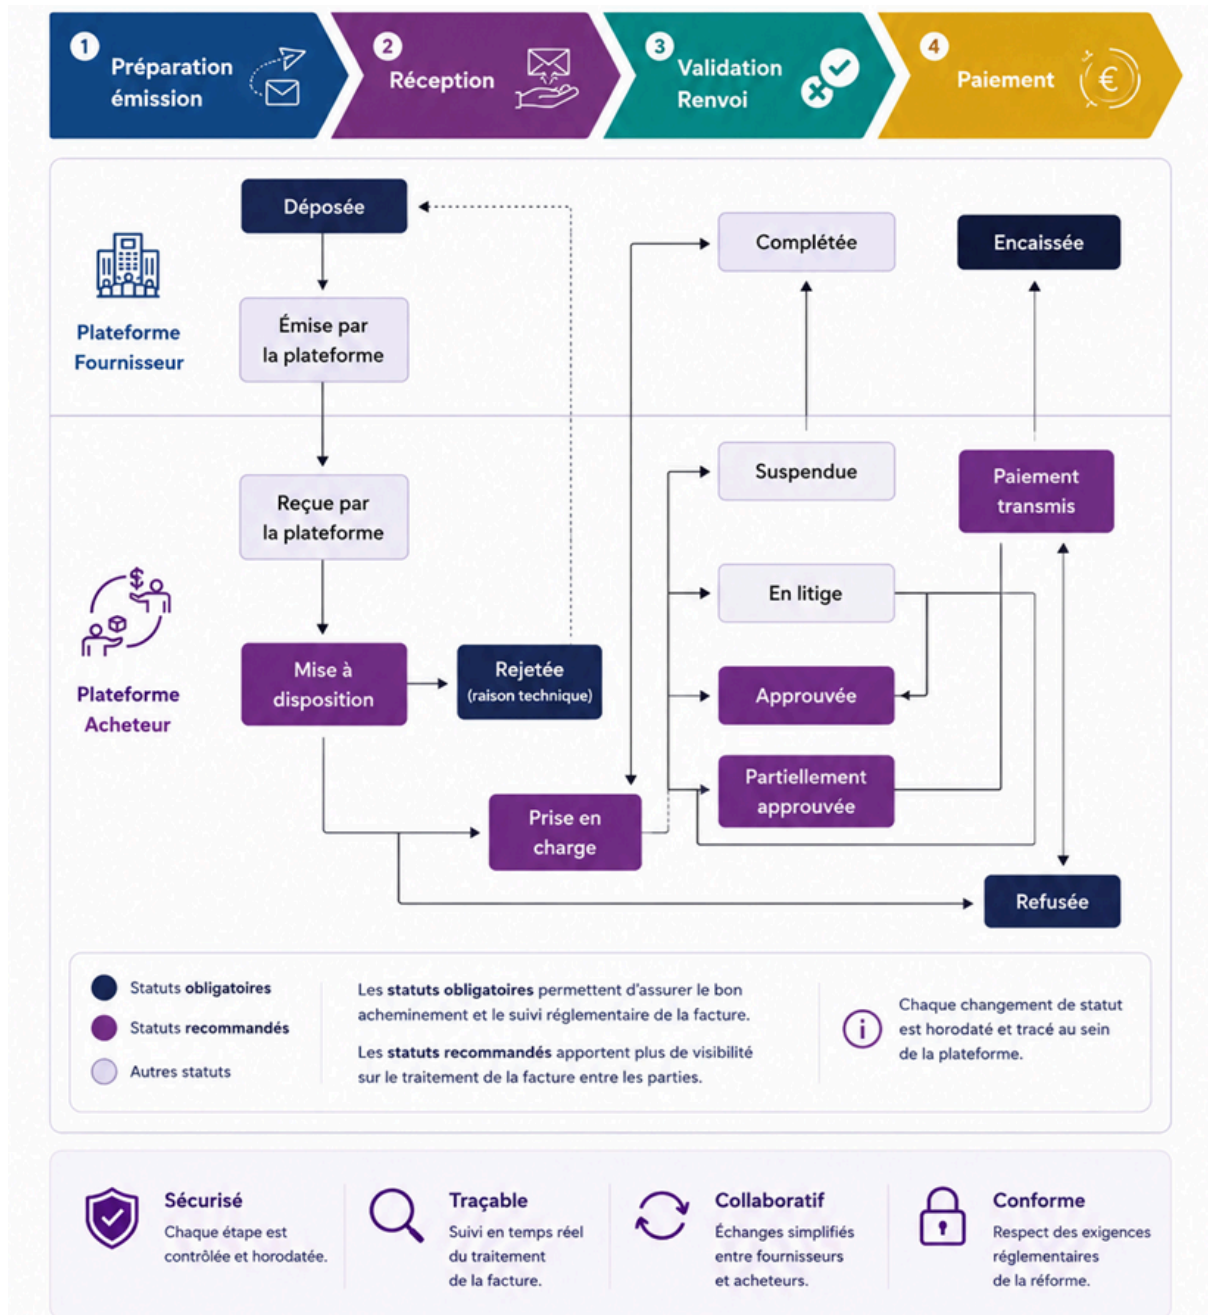 1
Préparation
émission
2
Réception
3
Validation
Renvoi
4
Paiement
€
Plateforme
Fournisseur
Déposée
Émise par
la plateforme
Complétée
Encaissée
Plateforme
Acheteur
$
Reçue par
la plateforme
Mise à
disposition
Rejetée
(raison technique)
Prise en
charge
Suspendue
En litige
Approuvée
Partiellement
approuvée
Paiement
transmis
Refusée
Statuts obligatoires
Statuts recommandés
Autres statuts
Les statuts obligatoires permettent d'assurer le bon
acheminement et le suivi réglementaire de la facture.
Les statuts recommandés apportent plus de visibilité
sur le traitement de la facture entre les parties.
i
Chaque changement de statut
est horodaté et tracé au sein
de la plateforme.
Sécurisé
Chaque étape est
contrôlée et horodatée.
Traçable
Suivi en temps réel
du traitement
de la facture.
Collaboratif
Échanges simplifiés
entre fournisseurs
et acheteurs.
Conforme
Respect des exigences
réglementaires
de la réforme.